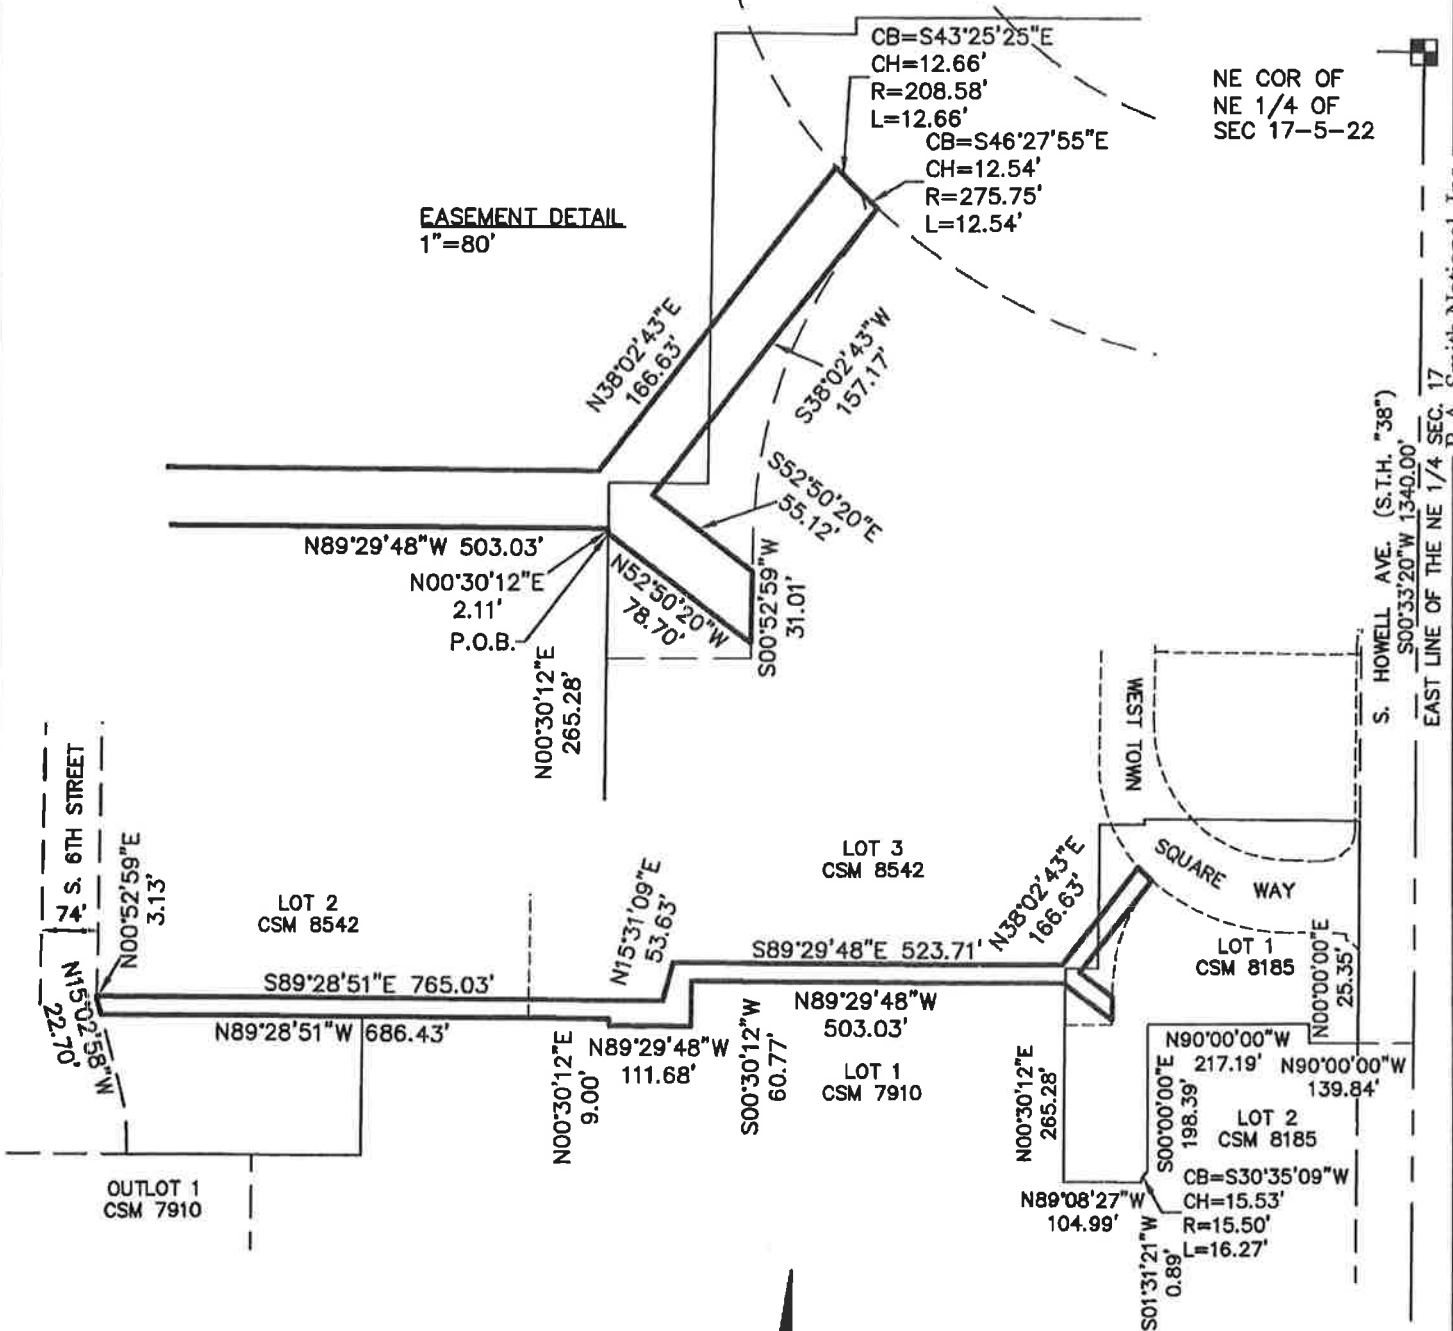 CB=S43°25'25"E
CH=12.66'
R=208.58'
L=12.66'
CB=S46°27'55"E
CH=12.54'
R=275.75'
L=12.54'
NE COR OF
NE 1/4 OF
SEC 17-5-22
EASEMENT DETAIL
1"=80'
N38°02'43"E
166.63'
S38°02'43"W
157.17'
S52°50'20"E
55.12'
N89°29'48"W 503.03'
N00°30'12"E
2.11'
P.O.B.
N52°50'20"W
78.70'
S00°52'59"W
31.01'
N00°30'12"E
265.28'
S. HOWELL AVE. (S.T.H. "38")
S00°33'20"W 1340.00'
EAST LINE OF THE NE 1/4 SEC. 17
Smith National
WEST TOWN
SQUARE
WAY
S. 6TH STREET
74'
N00°52'59"E
3.13'
LOT 2
CSM 8542
N15°31'09"E
53.63'
LOT 3
CSM 8542
N38°02'43"E
166.63'
S89°28'51"E 765.03'
S89°29'48"E 523.71'
N15°02'58"W
22.70'
N89°28'51"W 686.43'
N00°30'12"E
9.00'
N89°29'48"W
111.68'
S00°30'12"W
60.77'
N89°29'48"W
503.03'
LOT 1
CSM 7910
N00°30'12"E
265.28'
LOT 1
CSM 8185
N00°00'00"E
25.35'
N90°00'00"W
217.19'
N90°00'00"W
139.84'
S00°00'00"E
198.39'
LOT 2
CSM 8185
OUTLOT 1
CSM 7910
N89°08'27"W
104.99'
S01°31'21"W
0.89'
CB=S30°35'09"W
CH=15.53'
R=15.50'
L=16.27'